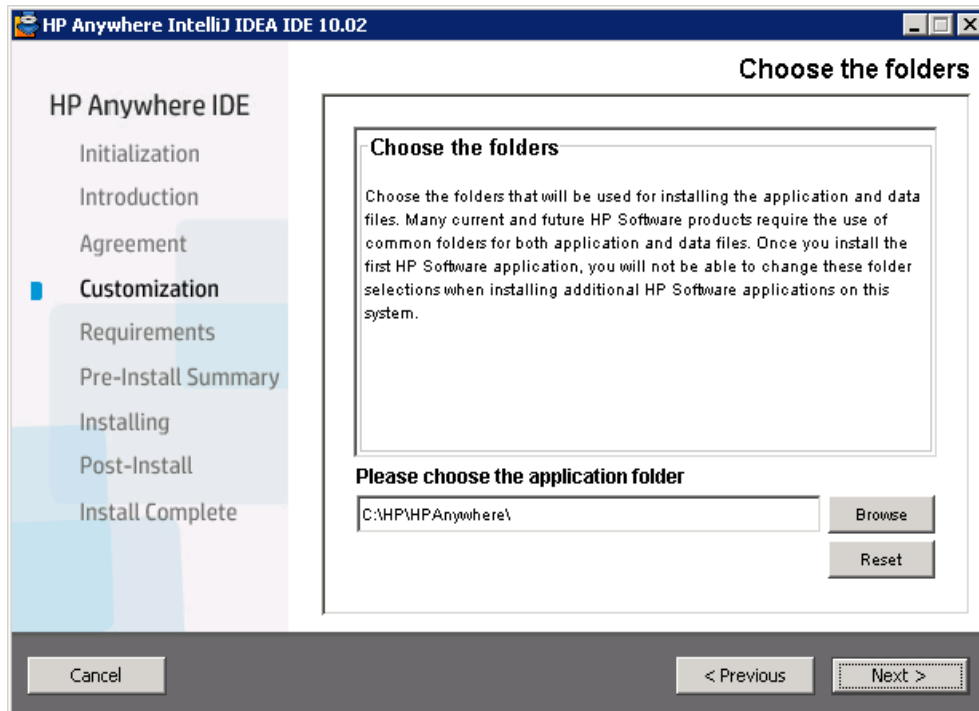 HP Anywhere IntelliJ IDEA IDE 10.02
Choose the folders
HP Anywhere IDE
Initialization
Introduction
Agreement
Customization
Requirements
Pre-Install Summary
Installing
Post-Install
Install Complete
Choose the folders
Choose the folders that will be used for installing the application and data
files. Many current and future HP Software products require the use of
common folders for both application and data files. Once you install the
first HP Software application, you will not be able to change these folder
selections when installing additional HP Software applications on this
system.
Please choose the application folder
C:\HP\HPAnywhere\
Browse
Reset
Cancel
< Previous
Next >